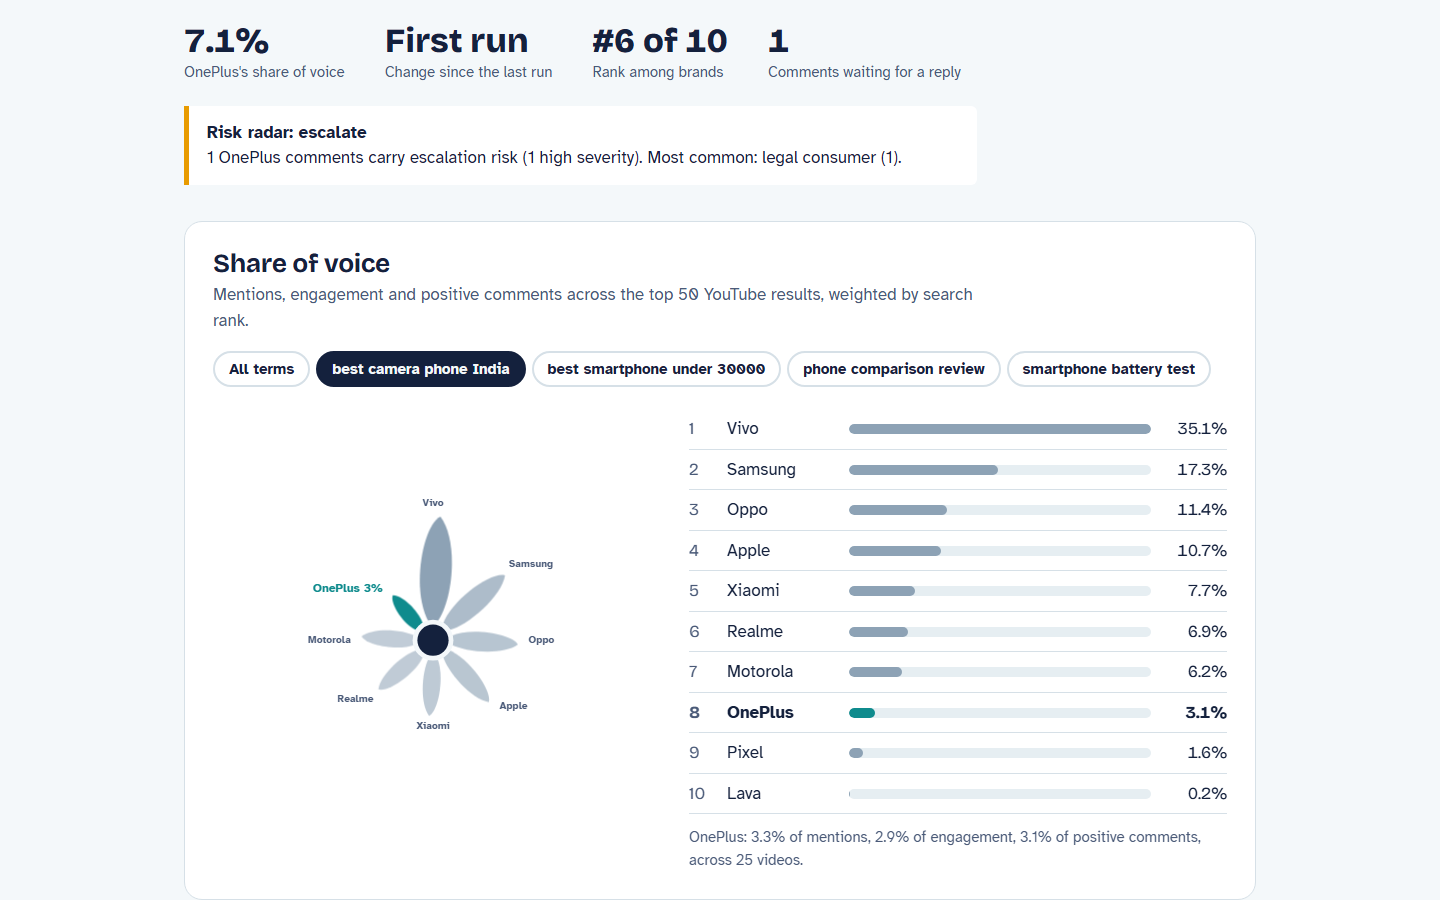 7.1%
OnePlus's share of voice
First run
Change since the last run
#6 of 10
Rank among brands
1
Comments waiting for a reply
Risk radar: escalate
1 OnePlus comments carry escalation risk (1 high severity). Most common: legal consumer (1).
Share of voice
Mentions, engagement and positive comments across the top 50 YouTube results, weighted by search
rank.
All terms
best camera phone India
best smartphone under 30000
phone comparison review
smartphone battery test
Vivo
Samsung
OnePlus 3%
Motorola
Oppo
Realme
Apple
Xiaomi
1 Vivo 35.1%
2 Samsung 17.3%
3 Oppo 11.4%
4 Apple 10.7%
5 Xiaomi 7.7%
6 Realme 6.9%
7 Motorola 6.2%
8 OnePlus 3.1%
9 Pixel 1.6%
10 Lava 0.2%
OnePlus: 3.3% of mentions, 2.9% of engagement, 3.1% of positive comments,
across 25 videos.